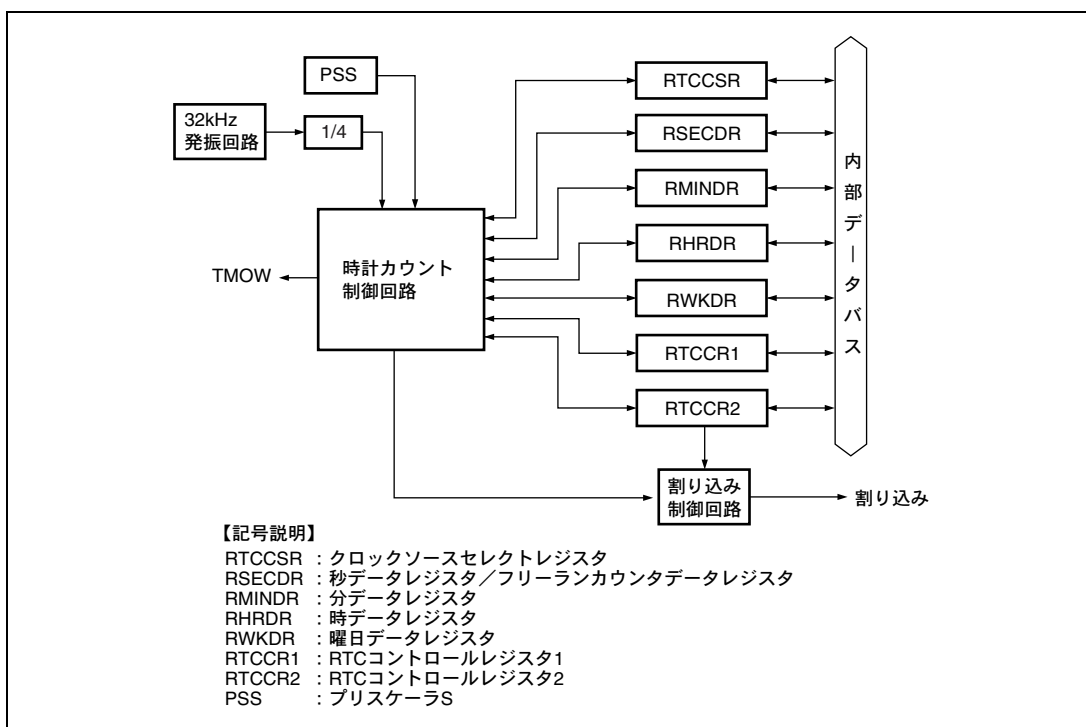 PSS
32kHz
発振回路
1/4
時計カウント
制御回路
TMOW
RTCCSR
RSECDR
RMINDR
RHRDR
RWKDR
RTCCR1
RTCCR2
内部データバス
割り込み
制御回路
割り込み
【記号説明】
RTCCSR :クロックソースセレクトレジスタ
RSECDR :秒データレジスタ/フリーランカウンタデータレジスタ
RMINDR :分データレジスタ
RHRDR :時データレジスタ
RWKDR :曜日データレジスタ
RTCCR1 :RTCコントロールレジスタ1
RTCCR2 :RTCコントロールレジスタ2
PSS :プリスケーラS